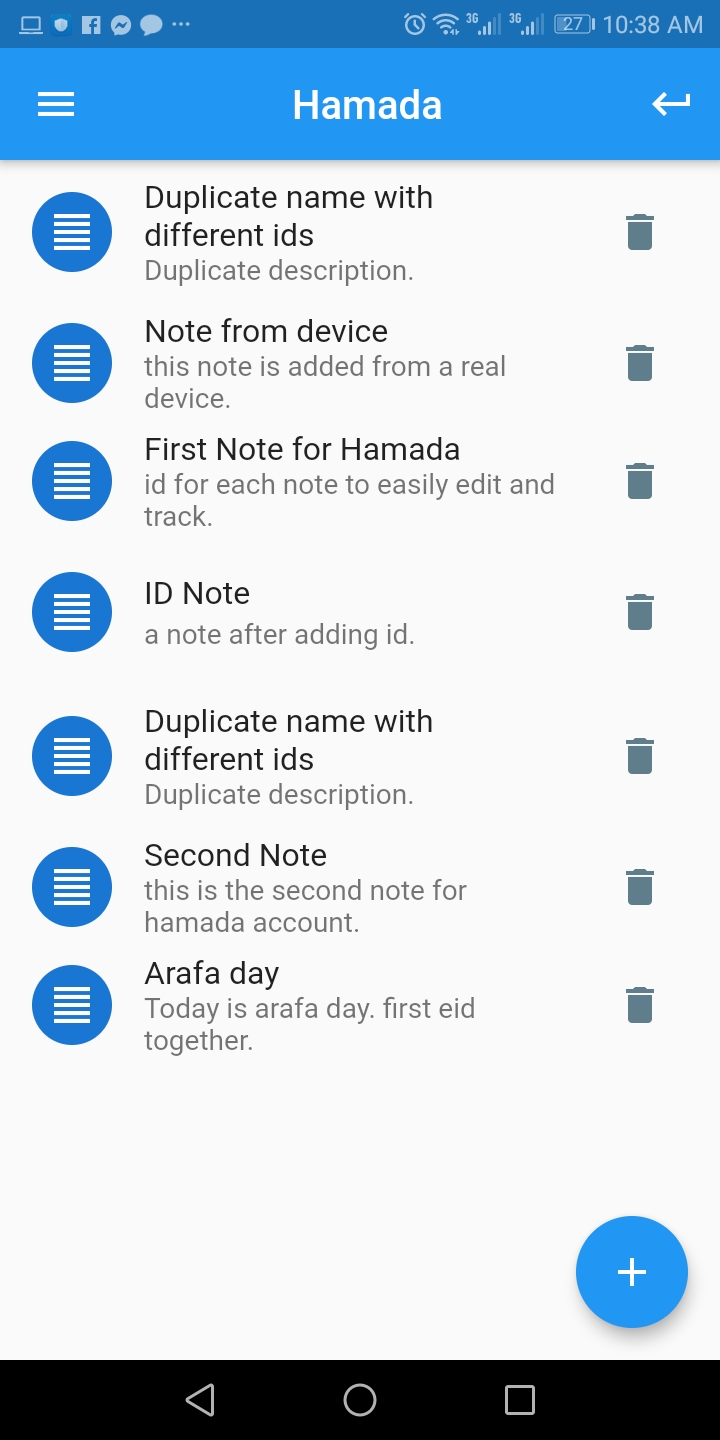 3G 3G 27 10:38 AM
Hamada
Duplicate name with
different ids
Duplicate description.
Note from device
this note is added from a real
device.
First Note for Hamada
id for each note to easily edit and
track.
ID Note
a note after adding id.
Duplicate name with
different ids
Duplicate description.
Second Note
this is the second note for
hamada account.
Arafa day
Today is arafa day. first eid
together.